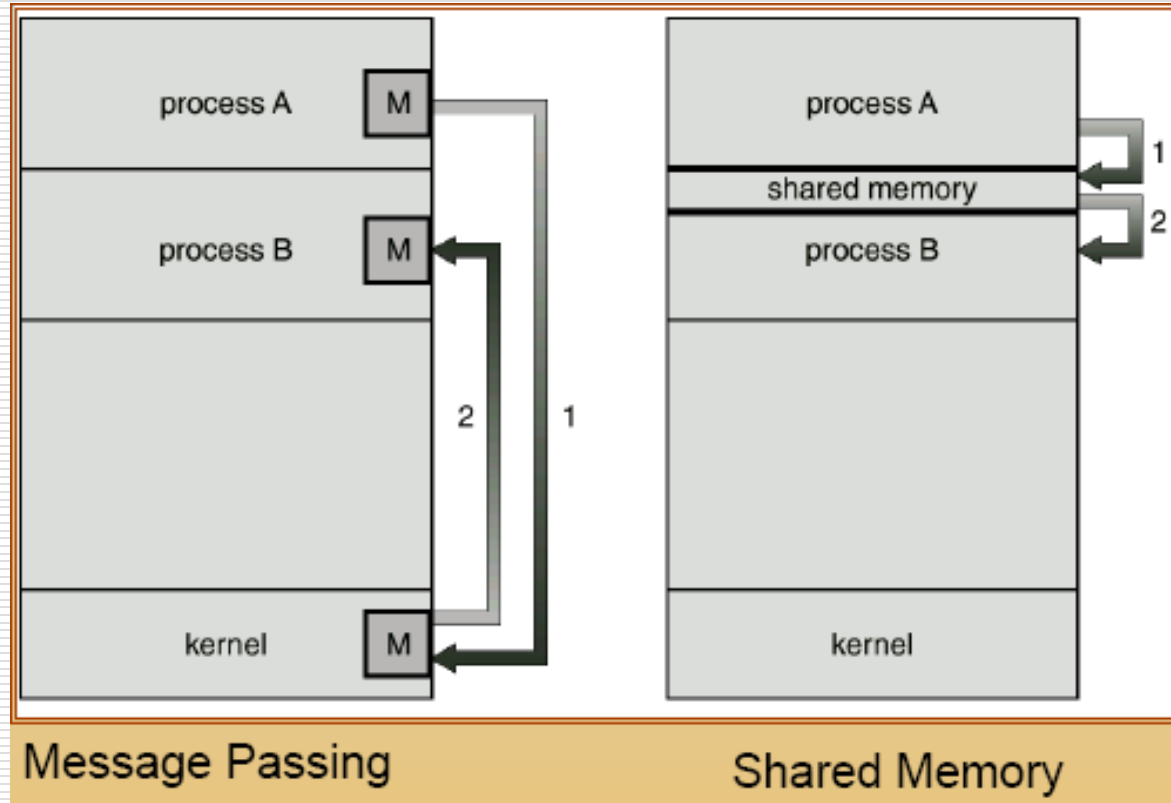 process A
M
process B
M
2
1
kernel
M
process A
1
shared memory
2
process B
kernel
Message Passing
Shared Memory